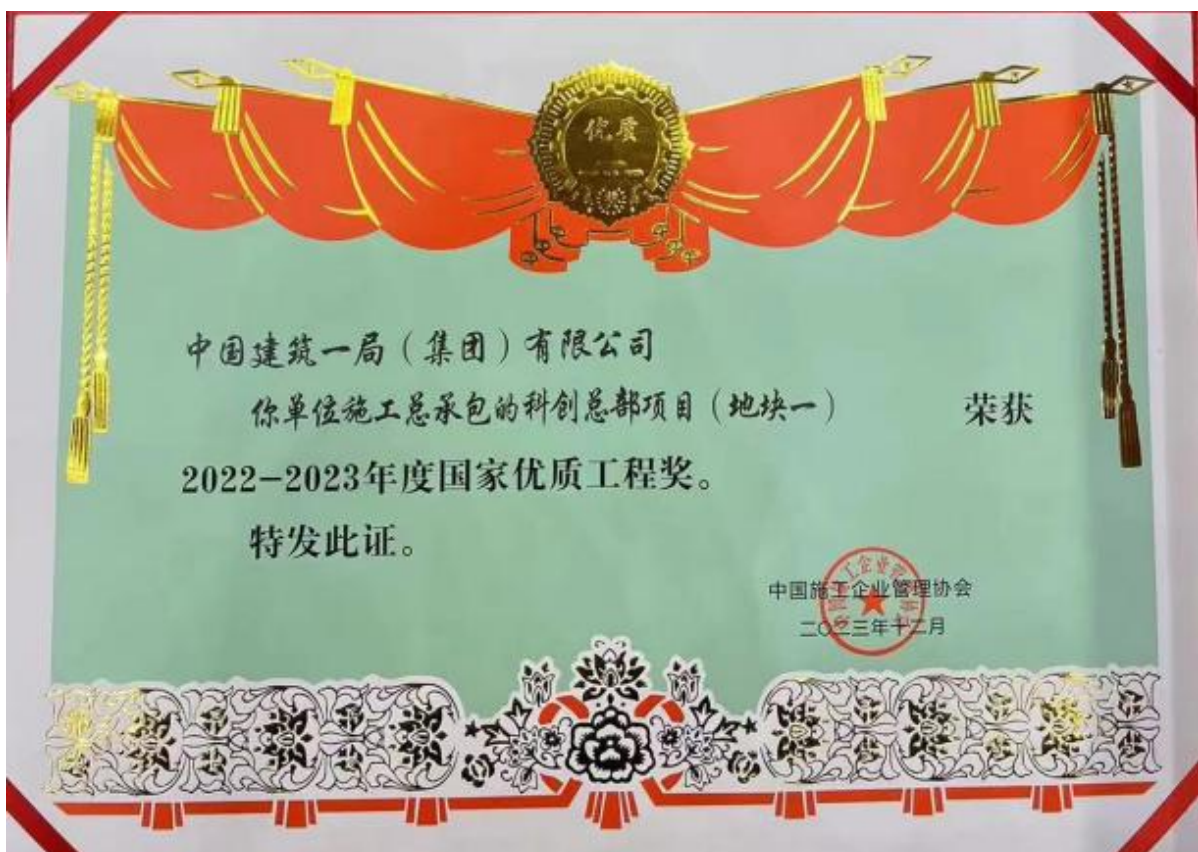 优质
中国建筑一局（集团）有限公司
你单位施工总承包的科创总部项目（地块一） 荣获
2022-2023年度国家优质工程奖。
特发此证。
中国施工企业管理协会
二〇二三年十二月